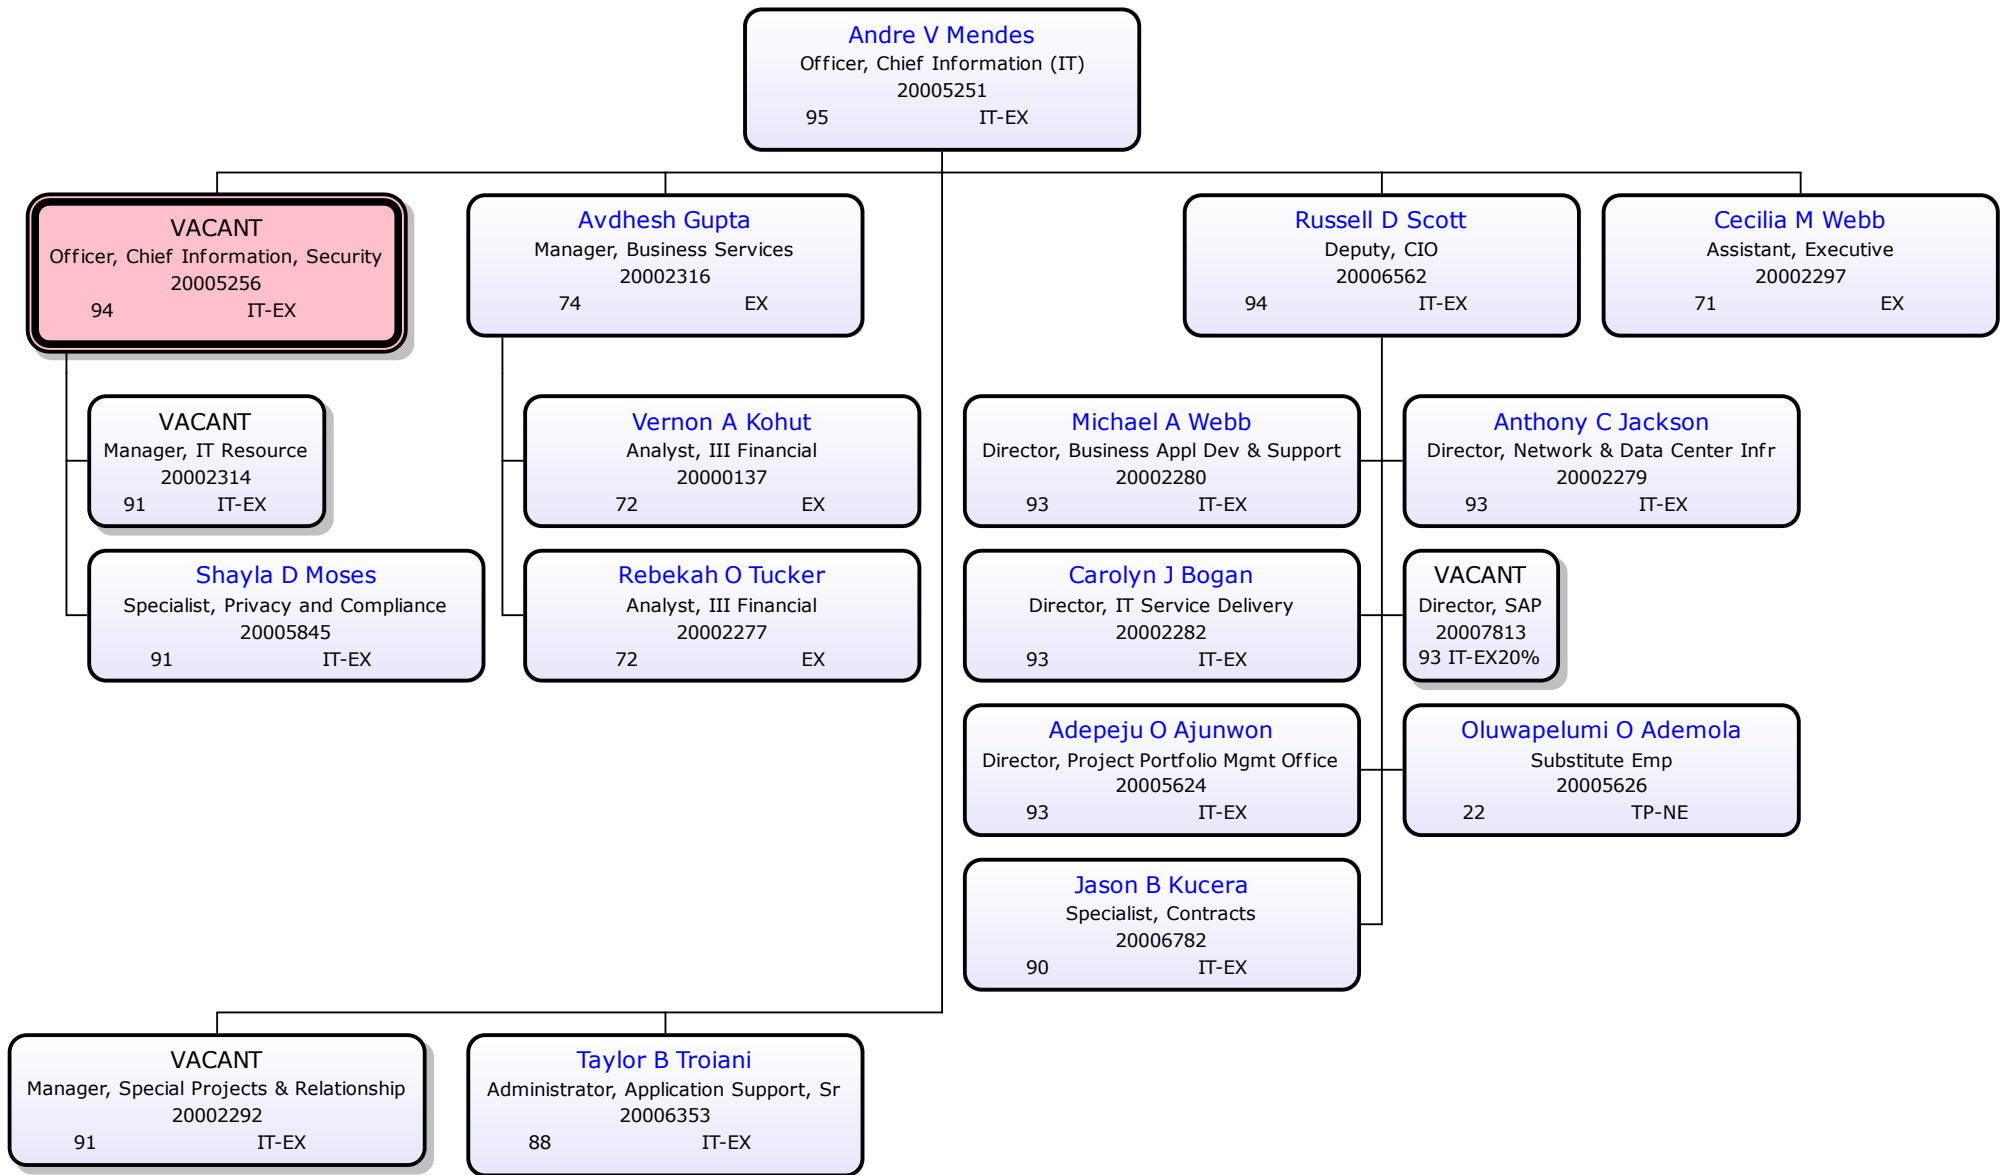 Andre V Mendes
Officer, Chief Information (IT)
20005251
95 IT-EX
VACANT
Officer, Chief Information, Security
20005256
94 IT-EX
Avdhesh Gupta
Manager, Business Services
20002316
74 EX
Russell D Scott
Deputy, CIO
20006562
94 IT-EX
Cecilia M Webb
Assistant, Executive
20002297
71 EX
VACANT
Manager, IT Resource
20002314
91 IT-EX
Vernon A Kohut
Analyst, III Financial
20000137
72 EX
Michael A Webb
Director, Business Appl Dev & Support
20002280
93 IT-EX
Anthony C Jackson
Director, Network & Data Center Infr
20002279
93 IT-EX
Shayla D Moses
Specialist, Privacy and Compliance
20005845
91 IT-EX
Rebekah O Tucker
Analyst, III Financial
20002277
72 EX
Carolyn J Bogan
Director, IT Service Delivery
20002282
93 IT-EX
VACANT
Director, SAP
20007813
93 IT-EX20%
Adepeju O Ajunwon
Director, Project Portfolio Mgmt Office
20005624
93 IT-EX
Oluwapelumi O Ademola
Substitute Emp
20005626
22 TP-NE
Jason B Kucera
Specialist, Contracts
20006782
90 IT-EX
VACANT
Manager, Special Projects & Relationship
20002292
91 IT-EX
Taylor B Troiani
Administrator, Application Support, Sr
20006353
88 IT-EX